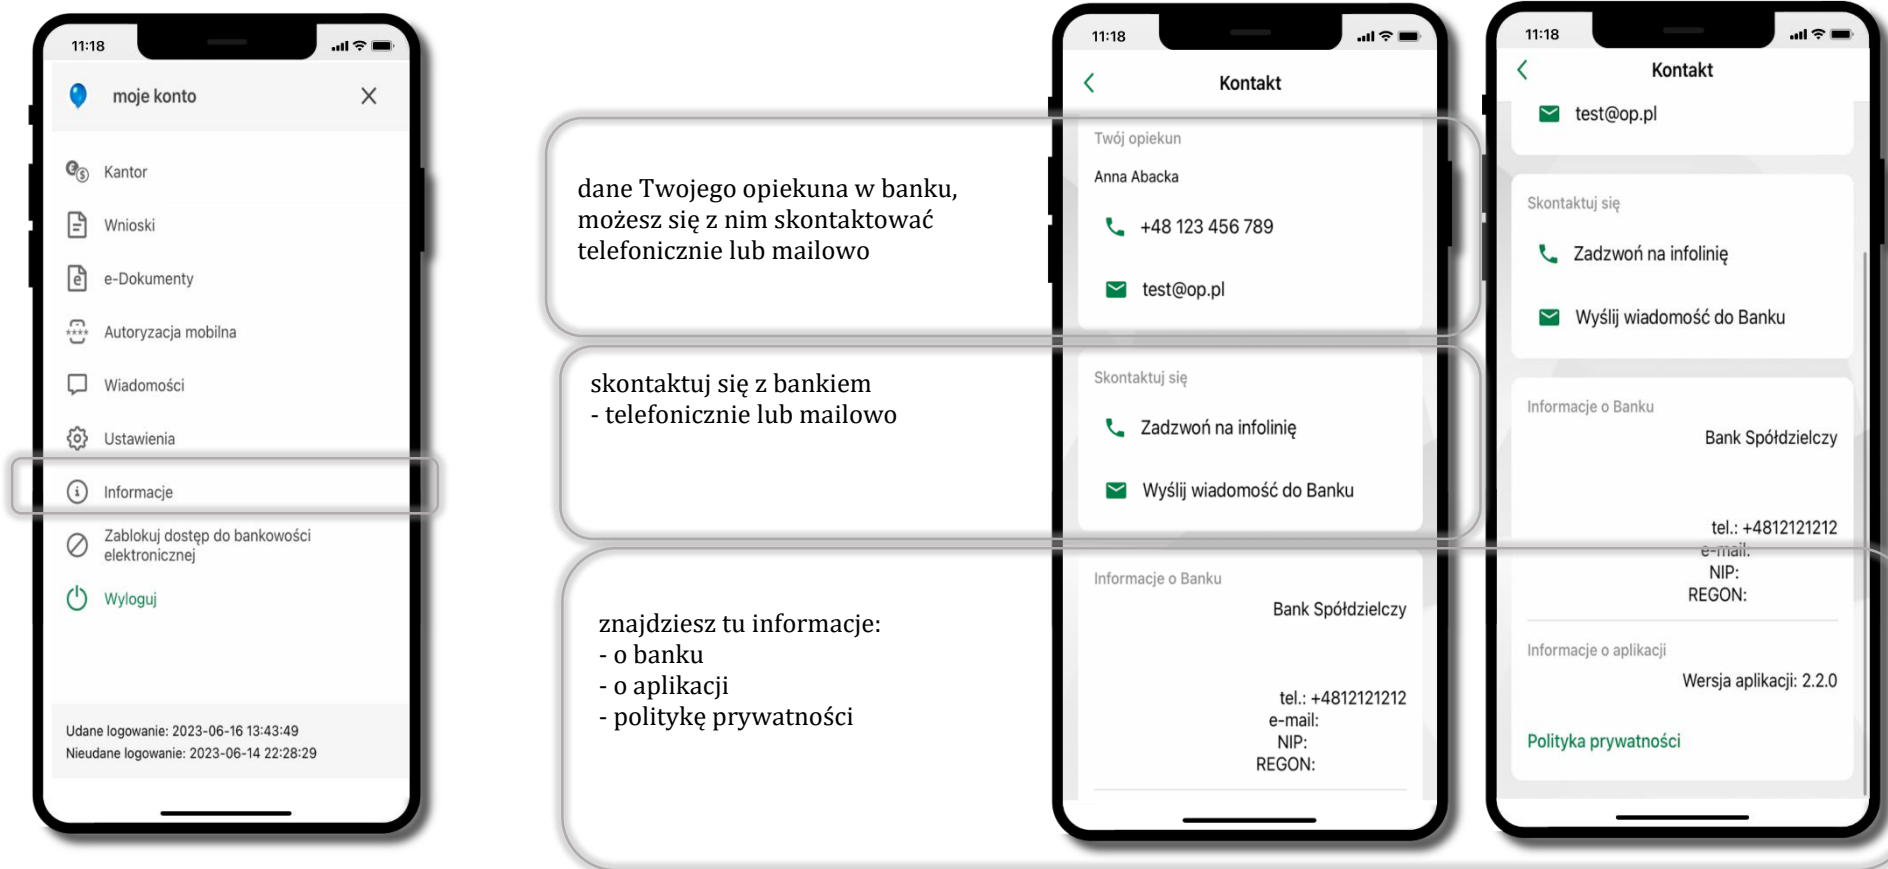 11:18
moje konto
Kantor
Wnioski
e-Dokumenty
Autoryzacja mobilna
Wiadomości
Ustawienia
Informacje
Zablokuj dostęp do bankowości
elektronicznej
Wyloguj
Udane logowanie: 2023-06-16 13:43:49
Nieudane logowanie: 2023-06-14 22:28:29
dane Twojego opiekuna w banku,
możesz się z nim skontaktować
telefonicznie lub mailowo
skontaktuj się z bankiem
- telefonicznie lub mailowo
znajdziesz tu informacje:
- o banku
- o aplikacji
- politykę prywatności
11:18
Kontakt
Twój opiekun
Anna Abacka
+48 123 456 789
test@op.pl
Skontaktuj się
Zadzwoń na infolinię
Wyślij wiadomość do Banku
Informacje o Banku
Bank Spółdzielczy
tel.: +4812121212
e-mail:
NIP:
REGON:
11:18
Kontakt
test@op.pl
Skontaktuj się
Zadzwoń na infolinię
Wyślij wiadomość do Banku
Informacje o Banku
Bank Spółdzielczy
tel.: +4812121212
e-mail:
NIP:
REGON:
Informacje o aplikacji
Wersja aplikacji: 2.2.0
Polityka prywatności